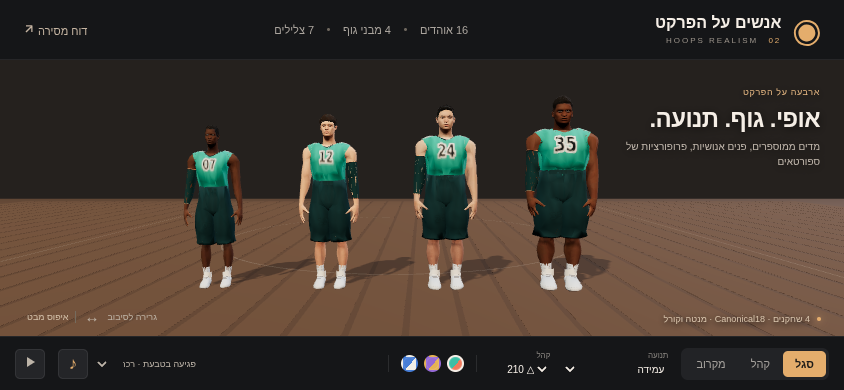 אנשים על הפרקט
02 HOOPS REALISM
16 אוהדים • 4 מבני גוף • 7 צלילים
דוח מסירה
ארבעה על הפרקט
אופי. גוף. תנועה.
מדים ממוספרים, פנים אנושיות, פרופורציות של
ספורטאים
07
12
24
35
4 שחקנים · Canonical18 · מנטה וקורל
גרירה לסיבוב ↔ | איפוס מבט
סגל
קהל
מקרוב
תנועה
עמידה
קהל
210 △
פגיעה בטבעת · רכו